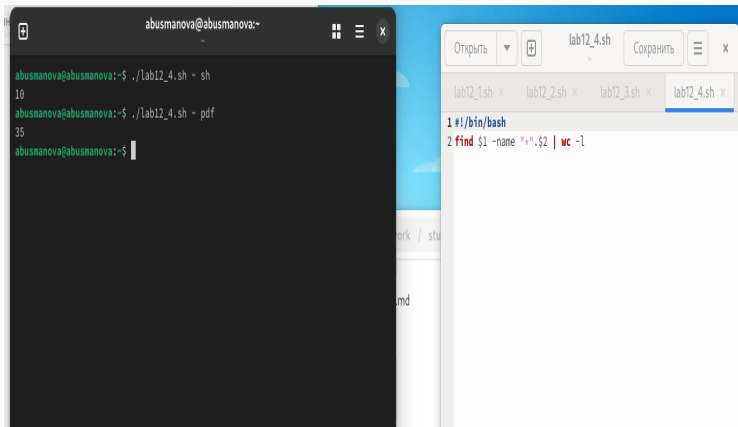 abusmanova@abusmanova:~
abusmanova@abusmanova:~$ ./lab12_4.sh ~ sh
10
abusmanova@abusmanova:~$ ./lab12_4.sh ~ pdf
35
abusmanova@abusmanova:~$
ork / stu
.md
Открыть
lab12_4.sh
~
Сохранить
lab12_1.sh × lab12_2.sh × lab12_3.sh × lab12_4.sh ×
1 #!/bin/bash
2 find $1 -name "*".$2 | wc -l